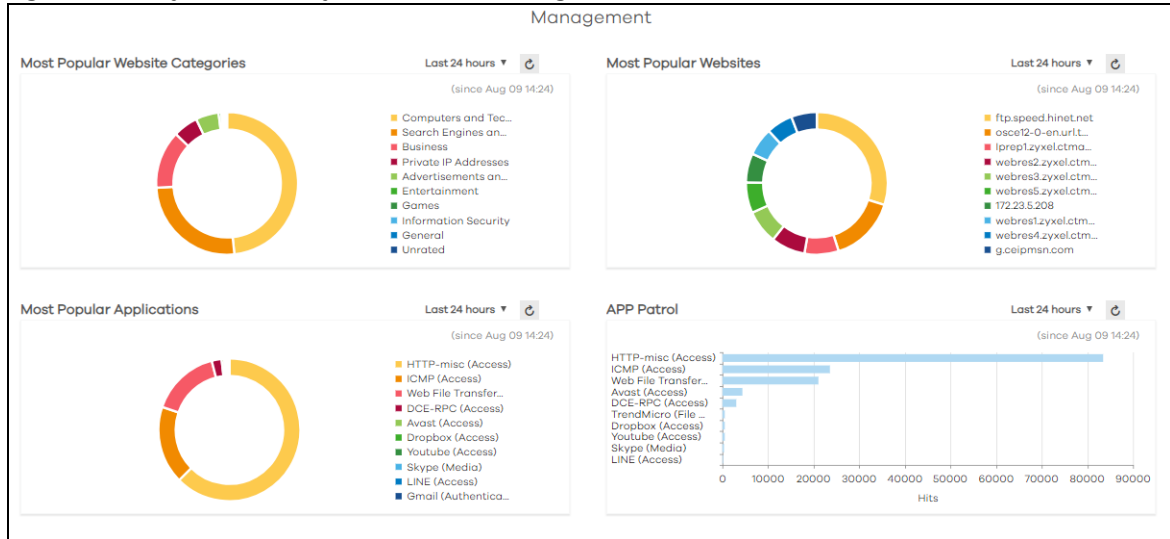 Management
Most Popular Website Categories
Last 24 hours ▼
(since Aug 09 14:24)
Computers and Tec...
Search Engines an...
Business
Private IP Addresses
Advertisements an...
Entertainment
Games
Information Security
General
Unrated
Most Popular Websites
Last 24 hours ▼
(since Aug 09 14:24)
ftp.speed.hinet.net
osce12-0-en.url.t...
lprep1.zyxel.ctma...
webres2.zyxel.ctm...
webres3.zyxel.ctm...
webres5.zyxel.ctm...
172.23.5.208
webres1.zyxel.ctm...
webres4.zyxel.ctm...
g.ceipmsn.com
Most Popular Applications
Last 24 hours ▼
(since Aug 09 14:24)
HTTP-misc (Access)
ICMP (Access)
Web File Transfer...
DCE-RPC (Access)
Avast (Access)
Dropbox (Access)
Youtube (Access)
Skype (Media)
LINE (Access)
Gmail (Authentica...
APP Patrol
Last 24 hours ▼
(since Aug 09 14:24)
HTTP-misc (Access)
ICMP (Access)
Web File Transfer...
Avast (Access)
DCE-RPC (Access)
TrendMicro (File ...
Dropbox (Access)
Youtube (Access)
Skype (Media)
LINE (Access)
0 10000 20000 30000 40000 50000 60000 70000 80000 90000
Hits